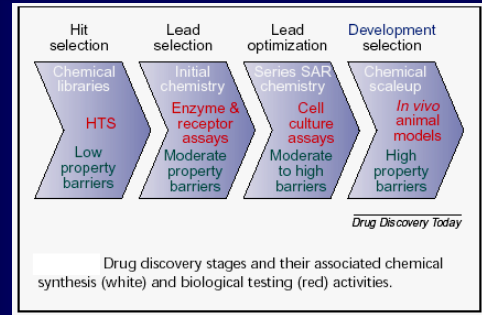 Hit selection
Lead selection
Lead optimization
Development selection
Chemical libraries
HTS
Low property barriers
Initial chemistry
Enzyme & receptor assays
Moderate property barriers
Series SAR chemistry
Cell culture assays
Moderate to high barriers
Chemical scaleup
In vivo animal models
High property barriers
Drug Discovery Today
Drug discovery stages and their associated chemical
synthesis (white) and biological testing (red) activities.